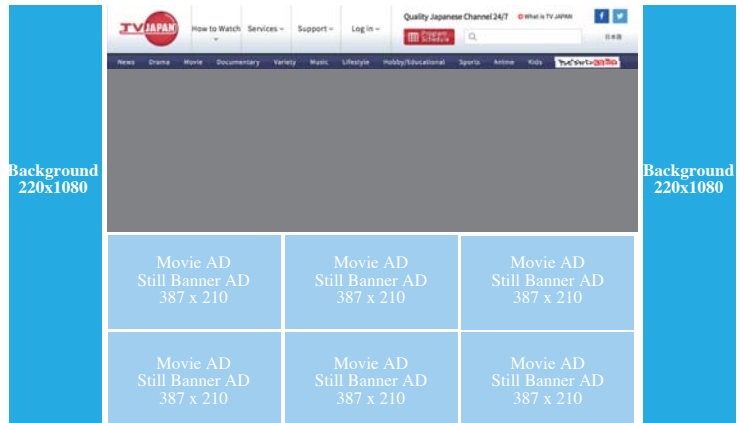 Quality Japanese Channel 24/7
What is TV JAPAN
TV JAPAN
How to Watch
Services
Support
Log in
Program
Schedule
日本語
News
Drama
Movie
Documentary
Variety
Music
Lifestyle
Hobby/Educational
Sports
Anime
Kids
Background
220x1080
Background
220x1080
Movie AD
Still Banner AD
387 x 210
Movie AD
Still Banner AD
387 x 210
Movie AD
Still Banner AD
387 x 210
Movie AD
Still Banner AD
387 x 210
Movie AD
Still Banner AD
387 x 210
Movie AD
Still Banner AD
387 x 210